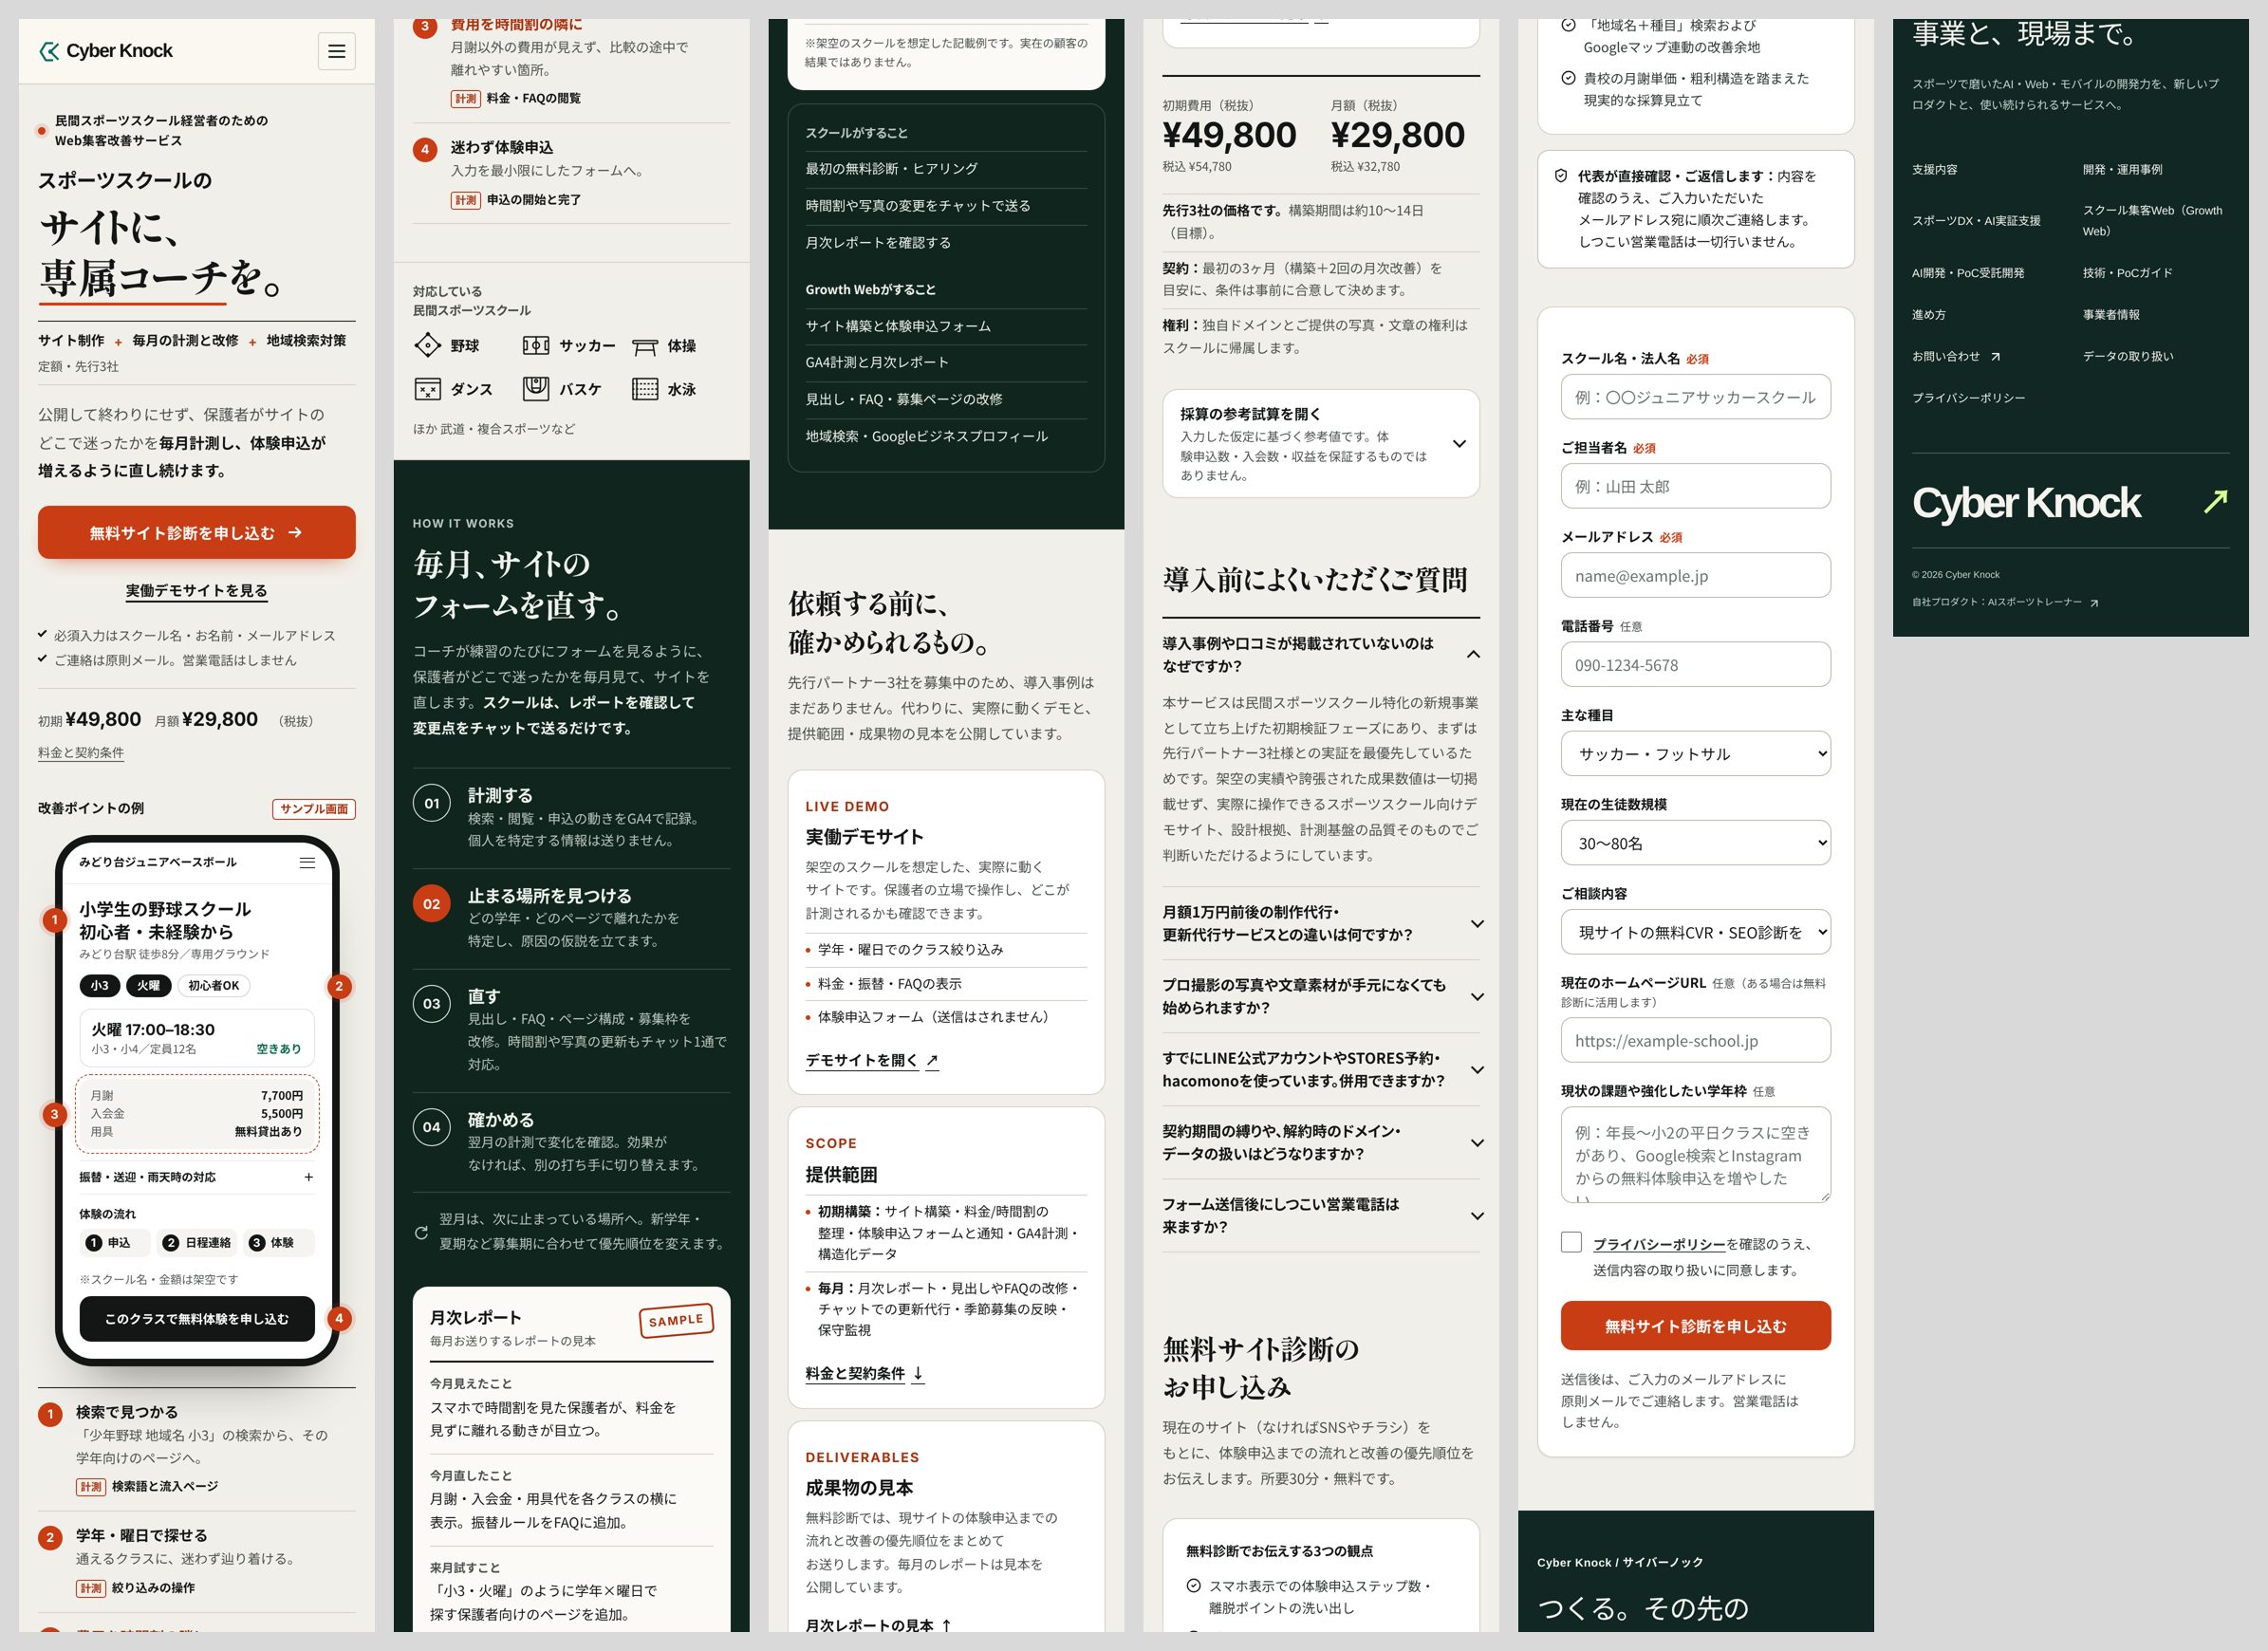 Cyber Knock
民間スポーツスクール経営者のための
Web集客改善サービス
スポーツスクールの
サイトに、
専属コーチを。
サイト制作 + 毎月の計測と改修 + 地域検索対策
定額・先行3社
公開して終わりにせず、保護者がサイトの
どこで迷ったかを毎月計測し、体験申込が
増えるように直し続けます。
無料サイト診断を申し込む →
実働デモサイトを見る
必須入力はスクール名・お名前・メールアドレス
ご連絡は原則メール。営業電話はしません
初期 ¥49,800 月額 ¥29,800 （税抜）
料金と契約条件
改善ポイントの例 サンプル画面
みどり台ジュニアベースボール
1
小学生の野球スクール
初心者・未経験から
みどり台駅 徒歩8分／専用グラウンド
小3 火曜 初心者OK
2
火曜 17:00–18:30
小3・小4／定員12名 空きあり
3
月謝 7,700円
入会金 5,500円
用具 無料貸出あり
振替・送迎・雨天時の対応 +
体験の流れ
1 申込 2 日程連絡 3 体験
※スクール名・金額は架空です
このクラスで無料体験を申し込む
4
1 検索で見つかる
「少年野球 地域名 小3」の検索から、その
学年向けのページへ。
計測 検索語と流入ページ
2 学年・曜日で探せる
通えるクラスに、迷わず辿り着ける。
計測 絞り込みの操作
3 費用を時間割の隣に
月謝以外の費用が見えず、比較の途中で
離れやすい箇所。
計測 料金・FAQの閲覧
4 迷わず体験申込
入力を最小限にしたフォームへ。
計測 申込の開始と完了
対応している
民間スポーツスクール
野球 サッカー 体操
ダンス バスケ 水泳
ほか 武道・複合スポーツなど
HOW IT WORKS
毎月、サイトの
フォームを直す。
コーチが練習のたびにフォームを見るように、
保護者がどこで迷ったかを毎月見て、サイトを
直します。スクールは、レポートを確認して
変更点をチャットで送るだけです。
01 計測する
検索・閲覧・申込の動きをGA4で記録。
個人を特定する情報は送りません。
02 止まる場所を見つける
どの学年・どのページで離れたかを
特定し、原因の仮説を立てます。
03 直す
見出し・FAQ・ページ構成・募集枠を
改修。時間割や写真の更新もチャット1通で
対応。
04 確かめる
翌月の計測で変化を確認。効果が
なければ、別の打ち手に切り替えます。
翌月は、次に止まっている場所へ。新学年・
夏期など募集期に合わせて優先順位を変えます。
月次レポート SAMPLE
毎月お送りするレポートの見本
今月見えたこと
スマホで時間割を見た保護者が、料金を
見ずに離れる動きが目立つ。
今月直したこと
月謝・入会金・用具代を各クラスの横に
表示。振替ルールをFAQに追加。
来月試すこと
「小3・火曜」のように学年×曜日で
探す保護者向けのページを追加。
※架空のスクールを想定した記載例です。実在の顧客の
結果ではありません。
スクールがすること
最初の無料診断・ヒアリング
時間割や写真の変更をチャットで送る
月次レポートを確認する
Growth Webがすること
サイト構築と体験申込フォーム
GA4計測と月次レポート
見出し・FAQ・募集ページの改修
地域検索・Googleビジネスプロフィール
依頼する前に、
確かめられるもの。
先行パートナー3社を募集中のため、導入事例は
まだありません。代わりに、実際に動くデモと、
提供範囲・成果物の見本を公開しています。
LIVE DEMO
実働デモサイト
架空のスクールを想定した、実際に動く
サイトです。保護者の立場で操作し、どこが
計測されるかも確認できます。
• 学年・曜日でのクラス絞り込み
• 料金・振替・FAQの表示
• 体験申込フォーム（送信はされません）
デモサイトを開く ↗
SCOPE
提供範囲
• 初期構築：サイト構築・料金/時間割の
整理・体験申込フォームと通知・GA4計測・
構造化データ
• 毎月：月次レポート・見出しやFAQの改修・
チャットでの更新代行・季節募集の反映・
保守監視
料金と契約条件 ↓
DELIVERABLES
成果物の見本
無料診断では、現サイトの体験申込までの
流れと改善の優先順位をまとめて
お送りします。毎月のレポートは見本を
公開しています。
月次レポートの見本 ↑
初期費用（税抜） 月額（税抜）
¥49,800 ¥29,800
税込 ¥54,780 税込 ¥32,780
先行3社の価格です。構築期間は約10〜14日
（目標）。
契約：最初の3ヶ月（構築＋2回の月次改善）を
目安に、条件は事前に合意して決めます。
権利：独自ドメインとご提供の写真・文章の権利は
スクールに帰属します。
採算の参考試算を開く
入力した仮定に基づく参考値です。体
験申込数・入会数・収益を保証するものでは
ありません。
導入前によくいただくご質問
導入事例や口コミが掲載されていないのは
なぜですか？
本サービスは民間スポーツスクール特化の新規事業
として立ち上げた初期検証フェーズにあり、まずは
先行パートナー3社様との実証を最優先しているた
めです。架空の実績や誇張された成果数値は一切掲
載せず、実際に操作できるスポーツスクール向けデ
モサイト、設計根拠、計測基盤の品質そのものでご
判断いただけるようにしています。
月額1万円前後の制作代行・
更新代行サービスとの違いは何ですか？
プロ撮影の写真や文章素材が手元になくても
始められますか？
すでにLINE公式アカウントやSTORES予約・
hacomonoを使っています。併用できますか？
契約期間の縛りや、解約時のドメイン・
データの扱いはどうなりますか？
フォーム送信後にしつこい営業電話は
来ますか？
無料サイト診断の
お申し込み
現在のサイト（なければSNSやチラシ）を
もとに、体験申込までの流れと改善の優先順位を
お伝えします。所要30分・無料です。
無料診断でお伝えする3つの観点
スマホ表示での体験申込ステップ数・
離脱ポイントの洗い出し
「地域名＋種目」検索および
Googleマップ連動の改善余地
貴校の月謝単価・粗利構造を踏まえた
現実的な採算見立て
代表が直接確認・ご返信します：内容を
確認のうえ、ご入力いただいた
メールアドレス宛に順次ご連絡します。
しつこい営業電話は一切行いません。
スクール名・法人名 必須
例：〇〇ジュニアサッカースクール
ご担当者名 必須
例：山田 太郎
メールアドレス 必須
name@example.jp
電話番号 任意
090-1234-5678
主な種目
サッカー・フットサル
現在の生徒数規模
30〜80名
ご相談内容
現サイトの無料CVR・SEO診断を
現在のホームページURL 任意（ある場合は無料
診断に活用します）
https://example-school.jp
現状の課題や強化したい学年枠 任意
例：年長〜小2の平日クラスに空き
があり、Google検索とInstagram
からの無料体験申込を増やした
い
プライバシーポリシーを確認のうえ、
送信内容の取り扱いに同意します。
無料サイト診断を申し込む
送信後は、ご入力のメールアドレスに
原則メールでご連絡します。営業電話は
しません。
Cyber Knock / サイバーノック
つくる。その先の
事業と、現場まで。
スポーツで磨いたAI・Web・モバイルの開発力を、新しいプ
ロダクトと、使い続けられるサービスへ。
支援内容 開発・運用事例
スポーツDX・AI実証支援 スクール集客Web（Growth
Web）
AI開発・PoC受託開発 技術・PoCガイド
進め方 事業者情報
お問い合わせ ↗ データの取り扱い
プライバシーポリシー
Cyber Knock ↗
© 2026 Cyber Knock
自社プロダクト：AIスポーツトレーナー ↗